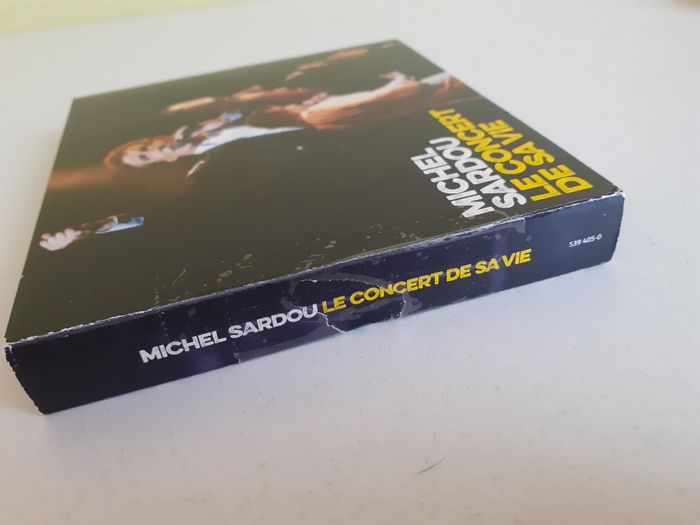 MICHEL
SARDOU
LE CONCERT
DE SA VIE
MICHEL SARDOU LE CONCERT DE SA VIE
539 405-0